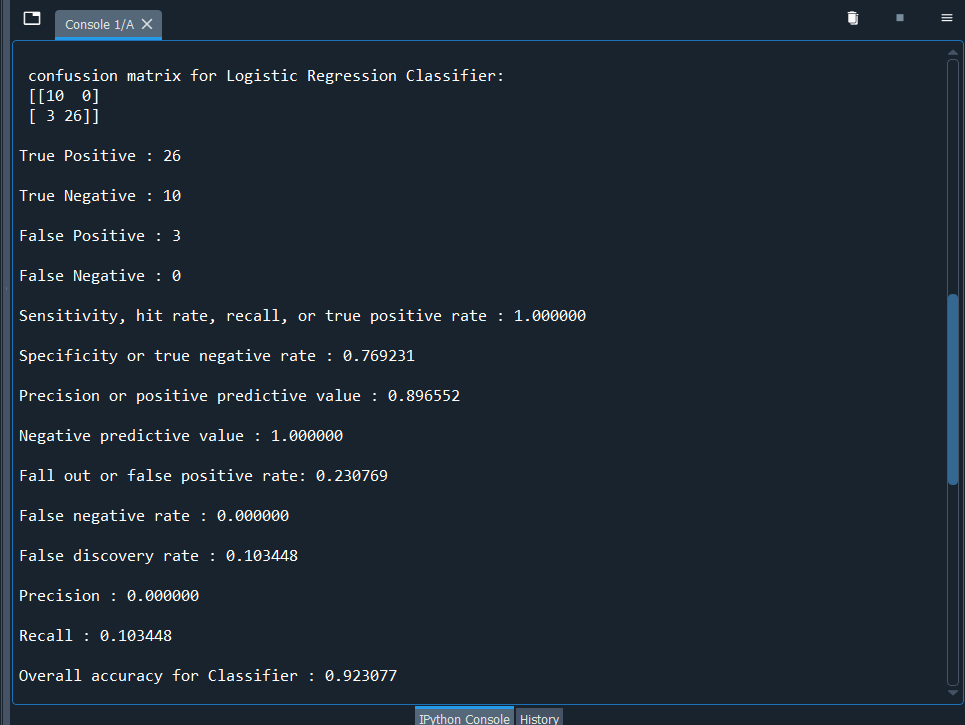 Console 1/A
confussion matrix for Logistic Regression Classifier:
[[10  0]
[ 3 26]]
True Positive : 26
True Negative : 10
False Positive : 3
False Negative : 0
Sensitivity, hit rate, recall, or true positive rate : 1.000000
Specificity or true negative rate : 0.769231
Precision or positive predictive value : 0.896552
Negative predictive value : 1.000000
Fall out or false positive rate: 0.230769
False negative rate : 0.000000
False discovery rate : 0.103448
Precision : 0.000000
Recall : 0.103448
Overall accuracy for Classifier : 0.923077
IPython Console History